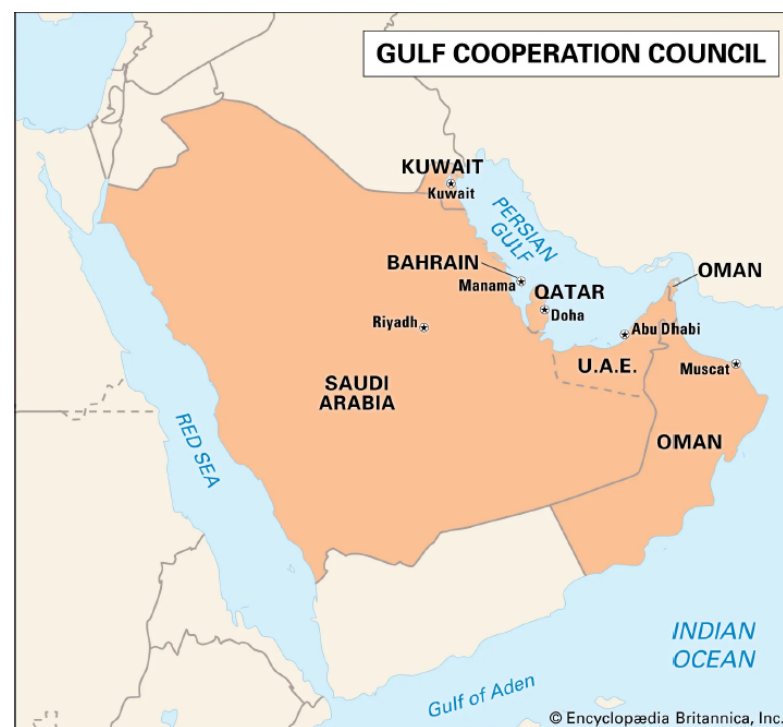 GULF COOPERATION COUNCIL
KUWAIT
Kuwait
PERSIAN
GULF
BAHRAIN
Manama
QATAR
Doha
OMAN
Abu Dhabi
Riyadh
U.A.E.
Muscat
SAUDI
ARABIA
OMAN
RED SEA
INDIAN
OCEAN
Gulf of Aden
© Encyclopædia Britannica, Inc.